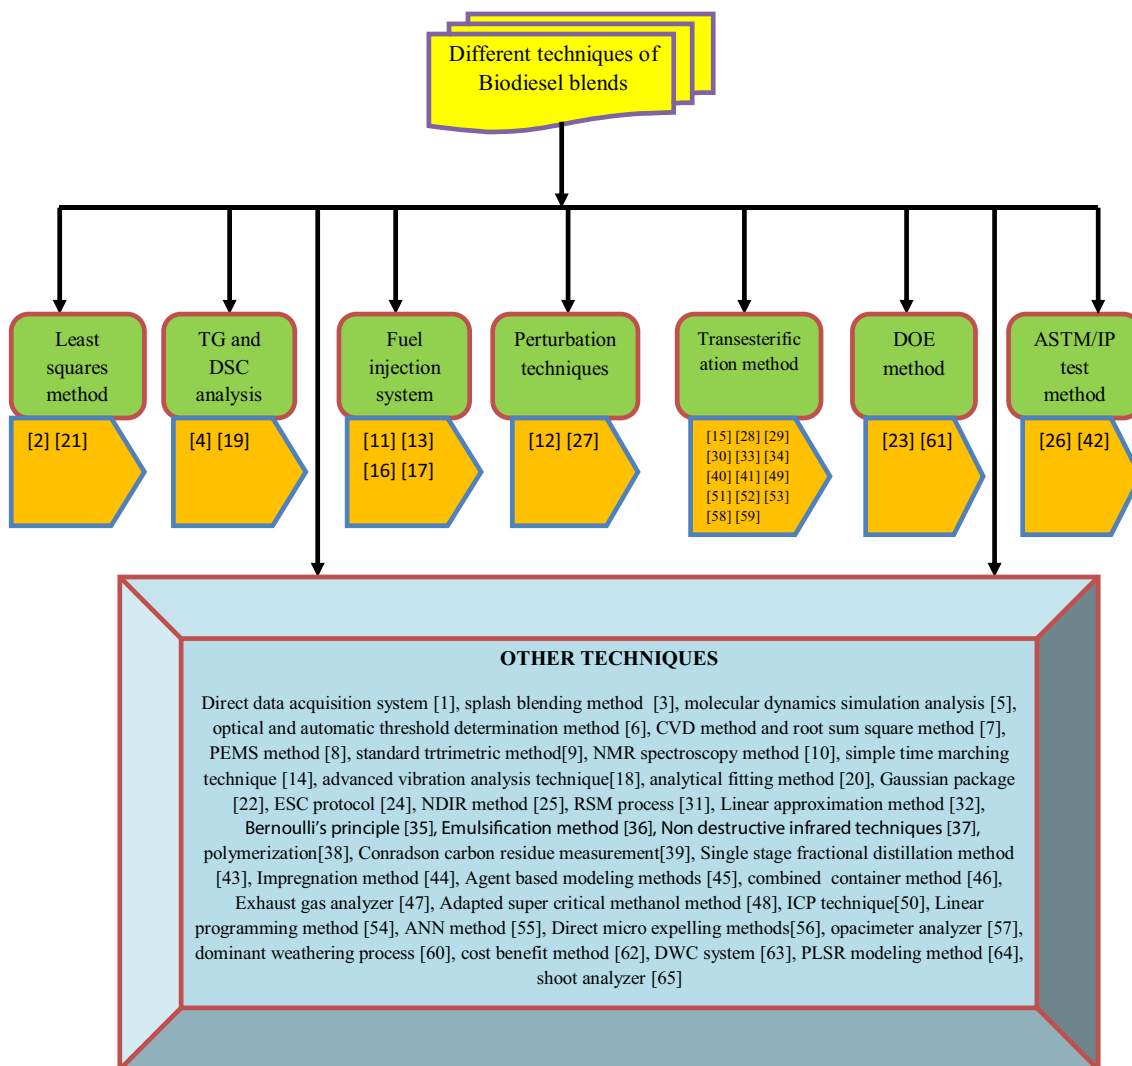 Different techniques of
Biodiesel blends
Least
squares
method
TG and
DSC
analysis
Fuel
injection
system
Perturbation
techniques
Transesterific
ation method
DOE
method
ASTM/IP
test
method
[2] [21]
[4] [19]
[11] [13]
[16] [17]
[12] [27]
[15] [28] [29]
[30] [33] [34]
[40] [41] [49]
[51] [52] [53]
[58] [59]
[23] [61]
[26] [42]
OTHER TECHNIQUES
Direct data acquisition system [1], splash blending method [3], molecular dynamics simulation analysis [5],
optical and automatic threshold determination method [6], CVD method and root sum square method [7],
PEMS method [8], standard trtrimetric method[9], NMR spectroscopy method [10], simple time marching
technique [14], advanced vibration analysis technique[18], analytical fitting method [20], Gaussian package
[22], ESC protocol [24], NDIR method [25], RSM process [31], Linear approximation method [32],
Bernoulli's principle [35], Emulsification method [36], Non destructive infrared techniques [37],
polymerization[38], Conradson carbon residue measurement[39], Single stage fractional distillation method
[43], Impregnation method [44], Agent based modeling methods [45], combined container method [46],
Exhaust gas analyzer [47], Adapted super critical methanol method [48], ICP technique[50], Linear
programming method [54], ANN method [55], Direct micro expelling methods[56], opacimeter analyzer [57],
dominant weathering process [60], cost benefit method [62], DWC system [63], PLSR modeling method [64],
shoot analyzer [65]